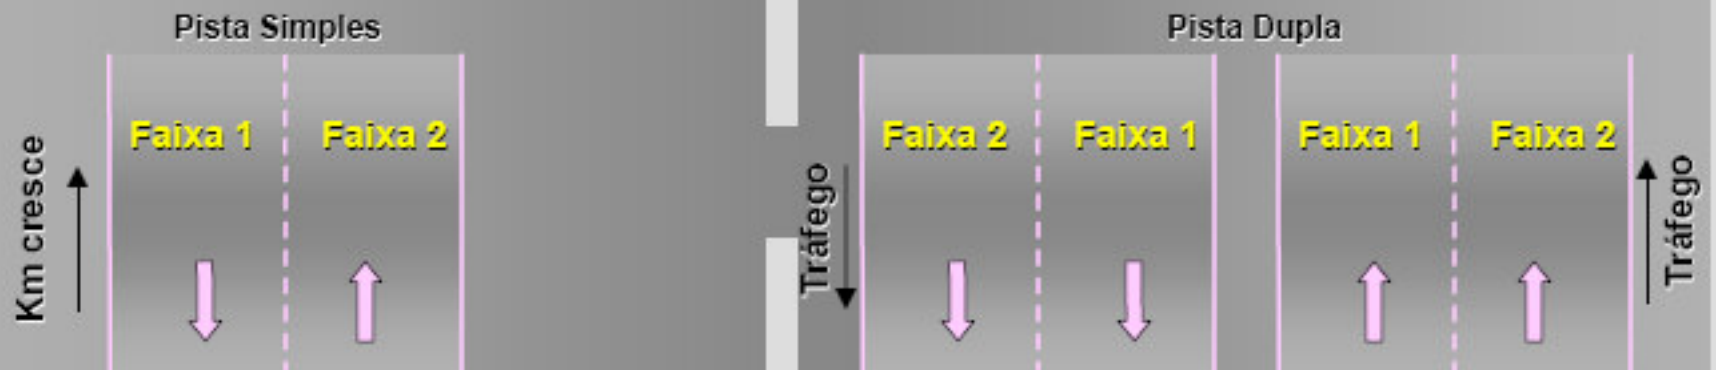 Pista Simples
Km cresce
Faixa 1
Faixa 2
Pista Dupla
Tráfego
Faixa 2
Faixa 1
Faixa 1
Faixa 2
Tráfego